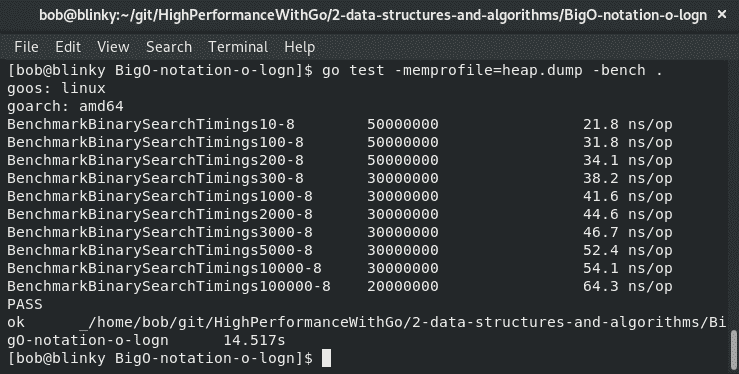 bob@blinky:~/git/HighPerformanceWithGo/2-data-structures-and-algorithms/BigO-notation-o-logn ×
File Edit View Search Terminal Help
[bob@blinky BigO-notation-o-logn]$ go test -memprofile=heap.dump -bench .
goos: linux
goarch: amd64
BenchmarkBinarySearchTimings10-8 50000000 21.8 ns/op
BenchmarkBinarySearchTimings100-8 50000000 31.8 ns/op
BenchmarkBinarySearchTimings200-8 50000000 34.1 ns/op
BenchmarkBinarySearchTimings300-8 30000000 38.2 ns/op
BenchmarkBinarySearchTimings1000-8 30000000 41.6 ns/op
BenchmarkBinarySearchTimings2000-8 30000000 44.6 ns/op
BenchmarkBinarySearchTimings3000-8 30000000 46.7 ns/op
BenchmarkBinarySearchTimings5000-8 30000000 52.4 ns/op
BenchmarkBinarySearchTimings10000-8 30000000 54.1 ns/op
BenchmarkBinarySearchTimings100000-8 20000000 64.3 ns/op
PASS
ok _/home/bob/git/HighPerformanceWithGo/2-data-structures-and-algorithms/Bi
gO-notation-o-logn 14.517s
[bob@blinky BigO-notation-o-logn]$